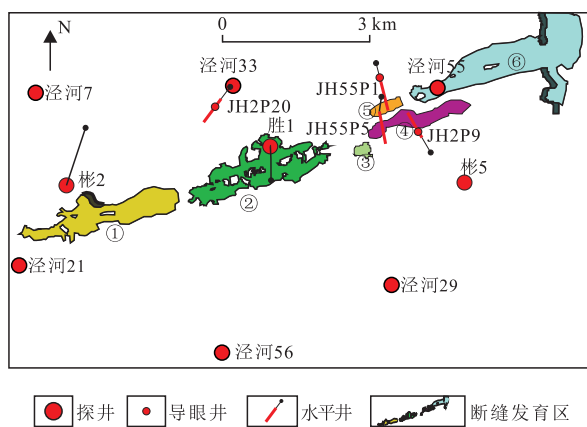 0 3 km
N
泾河33
泾河55
⑥
泾河7
JH2P20
JH55P1
⑤
胜1
JH55P5
④
JH2P9
③
彬2
彬5
②
①
泾河21
泾河29
泾河56
探井
导眼井
水平井
断缝发育区